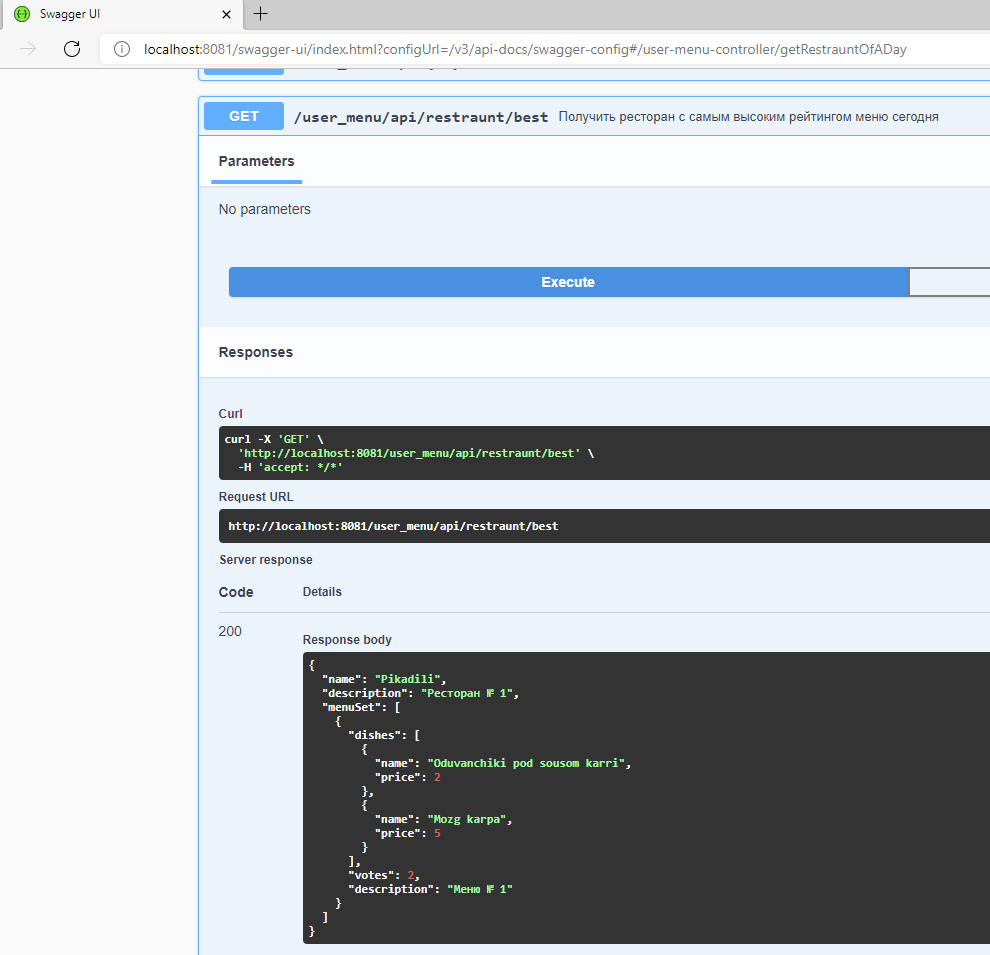 Swagger UI
localhost:8081/swagger-ui/index.html?configUrl=/v3/api-docs/swagger-config#/user-menu-controller/getRestrauntOfADay
GET /user_menu/api/restraunt/best Получить ресторан с самым высоким рейтингом меню сегодня
Parameters
No parameters
Execute
Responses
Curl
curl -X 'GET' \
'http://localhost:8081/user_menu/api/restraunt/best' \
-H 'accept: */*'
Request URL
http://localhost:8081/user_menu/api/restraunt/best
Server response
Code Details
200
Response body
{
"name": "Pikadili",
"description": "Ресторан № 1",
"menuSet": [
{
"dishes": [
{
"name": "Oduvanchiki pod sousom karri",
"price": 2
},
{
"name": "Mozg karpa",
"price": 5
}
],
"votes": 2,
"description": "Меню № 1"
}
]
}